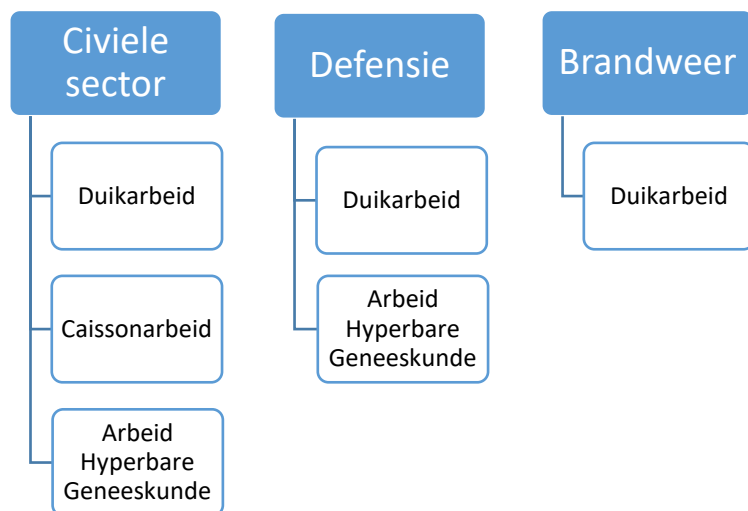 Civiele
sector
Duikarbeid
Caissonarbeid
Arbeid
Hyperbare
Geneeskunde
Defensie
Duikarbeid
Arbeid
Hyperbare
Geneeskunde
Brandweer
Duikarbeid